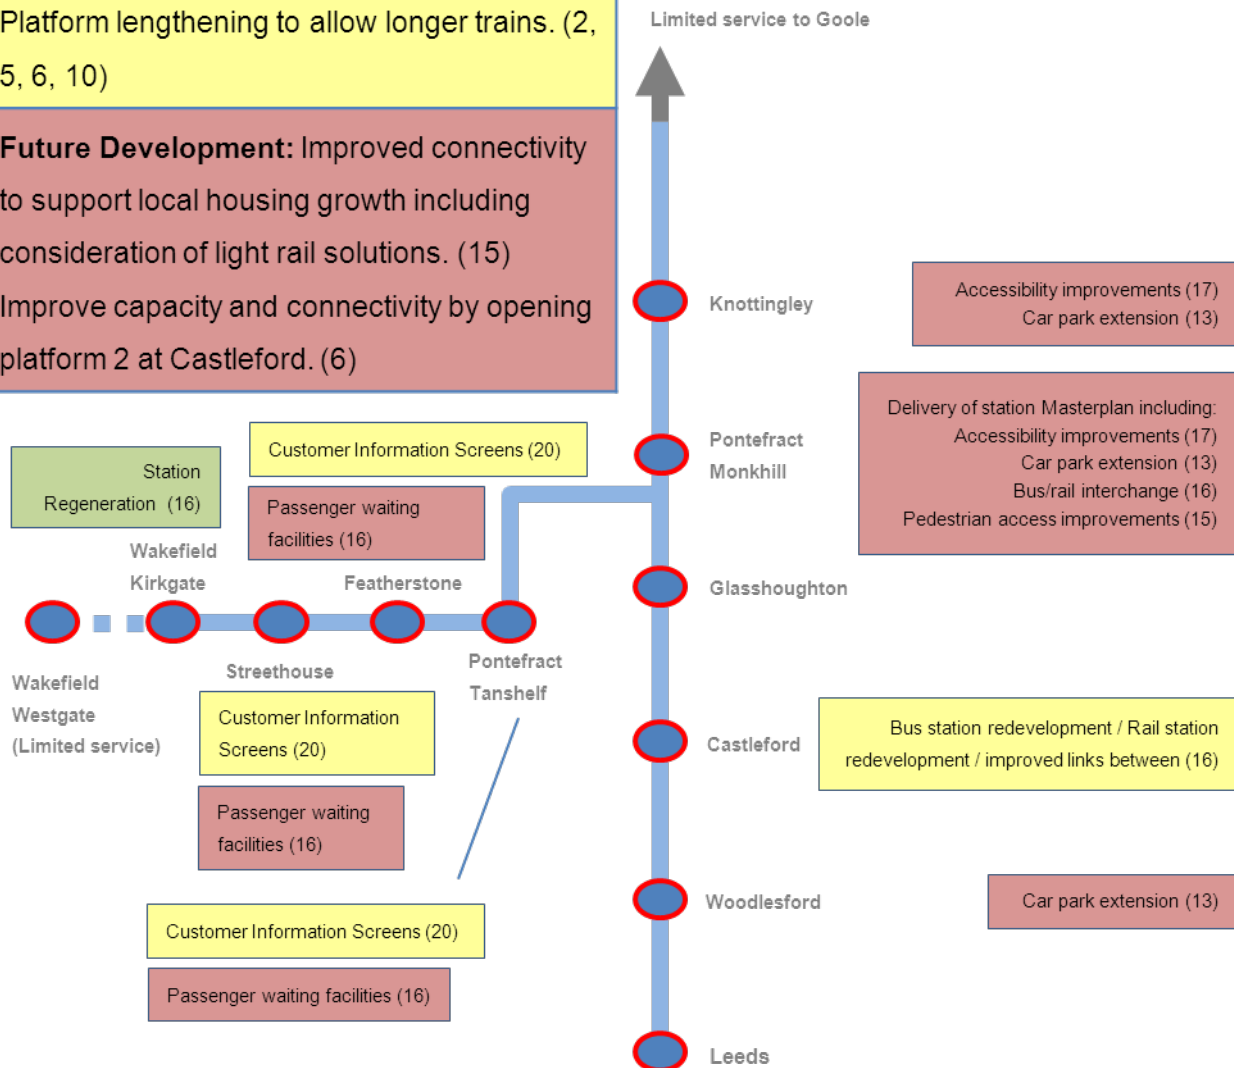 Platform lengthening to allow longer trains. (2,
5, 6, 10)
Future Development: Improved connectivity
to support local housing growth including
consideration of light rail solutions. (15)
Improve capacity and connectivity by opening
platform 2 at Castleford. (6)
Limited service to Goole
Knottingley
Accessibility improvements (17)
Car park extension (13)
Pontefract
Monkhill
Delivery of station Masterplan including:
Accessibility improvements (17)
Car park extension (13)
Bus/rail interchange (16)
Pedestrian access improvements (15)
Station
Regeneration (16)
Customer Information Screens (20)
Passenger waiting
facilities (16)
Wakefield
Kirkgate
Featherstone
Glasshoughton
Wakefield
Westgate
(Limited service)
Streethouse
Pontefract
Tanshelf
Customer Information
Screens (20)
Passenger waiting
facilities (16)
Castleford
Bus station redevelopment / Rail station
redevelopment / improved links between (16)
Customer Information Screens (20)
Passenger waiting facilities (16)
Woodlesford
Car park extension (13)
Leeds